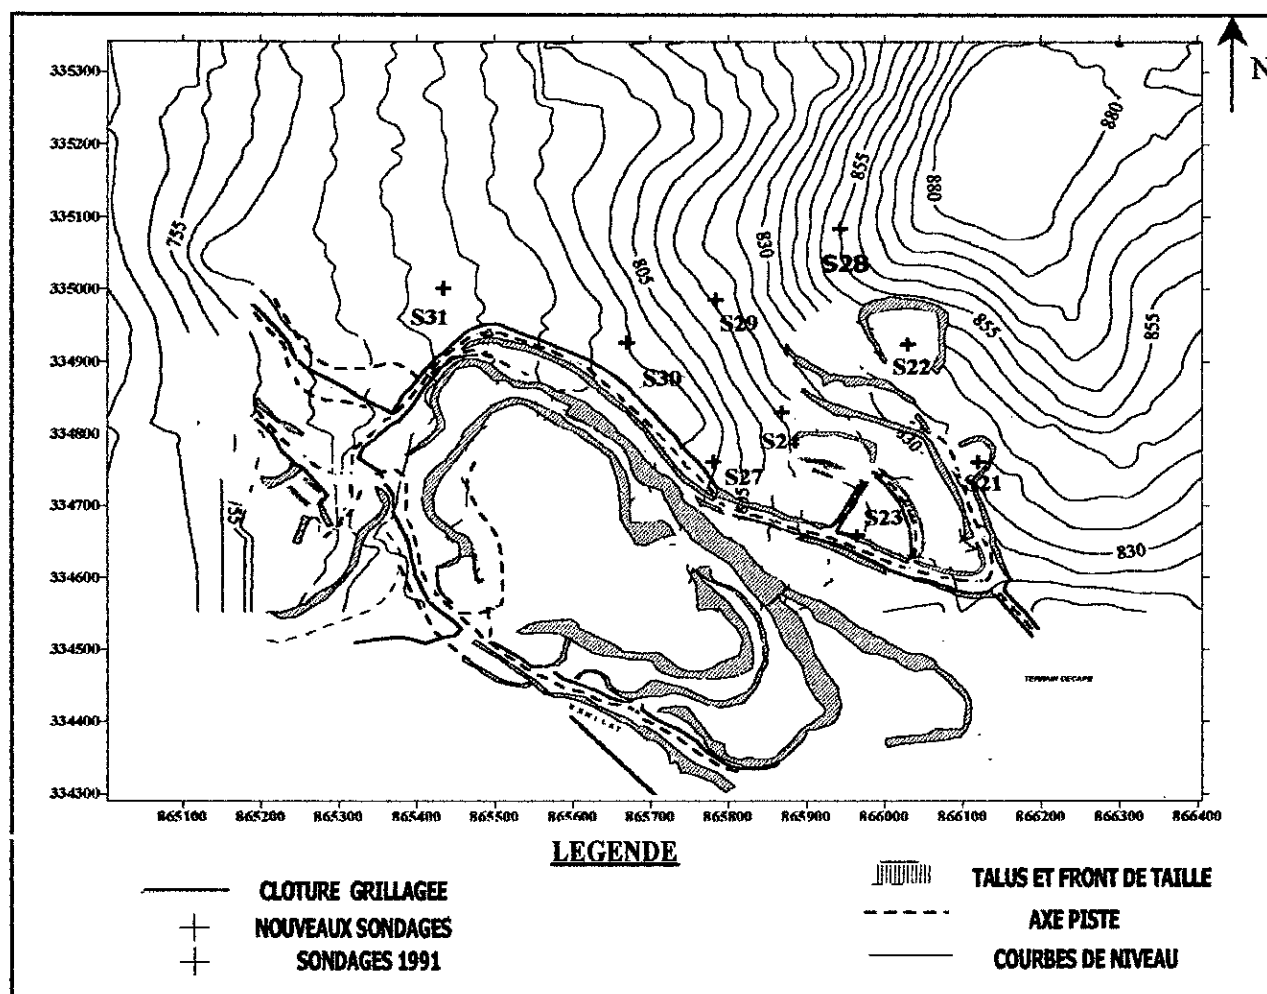 N
335300
335200
335100
335000
334900
334800
334700
334600
334500
334400
334300
865100 865200 865300 865400 865500 865600 865700 865800 865900 866000 866100 866200 866300 866400
755
805
830
855
880
880
855
855
830
830
755
S28
S31
S29
S30
S22
S24
S27
S21
S23
TERRAIN DECAPE
LEGENDE
CLOTURE GRILLAGEE
NOUVEAUX SONDAGES
SONDAGES 1991
TALUS ET FRONT DE TAILLE
AXE PISTE
COURBES DE NIVEAU